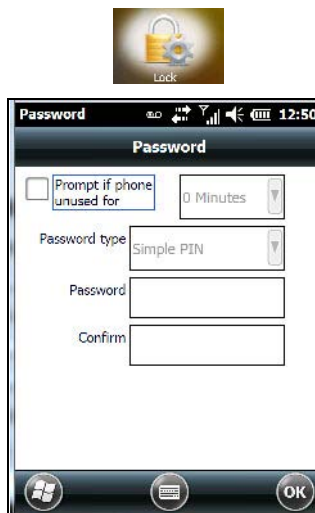 Lock
Password 12:50
Password
Prompt if phone
unused for
0 Minutes
Password type
Simple PIN
Password
Confirm
OK